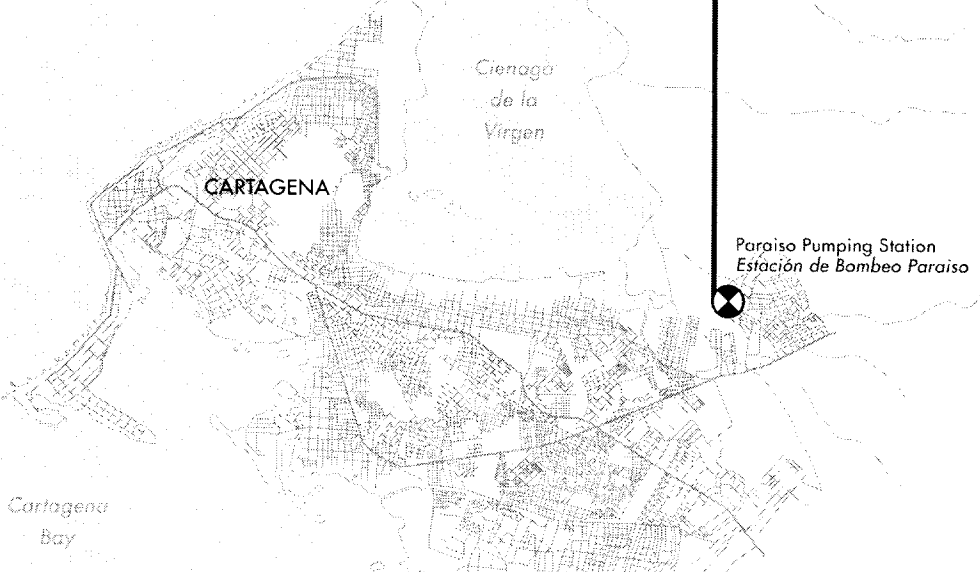 Cienaga
de la
Virgen
CARTAGENA
Paraiso Pumping Station
Estación de Bombeo Paraiso
Cartagena
Bay